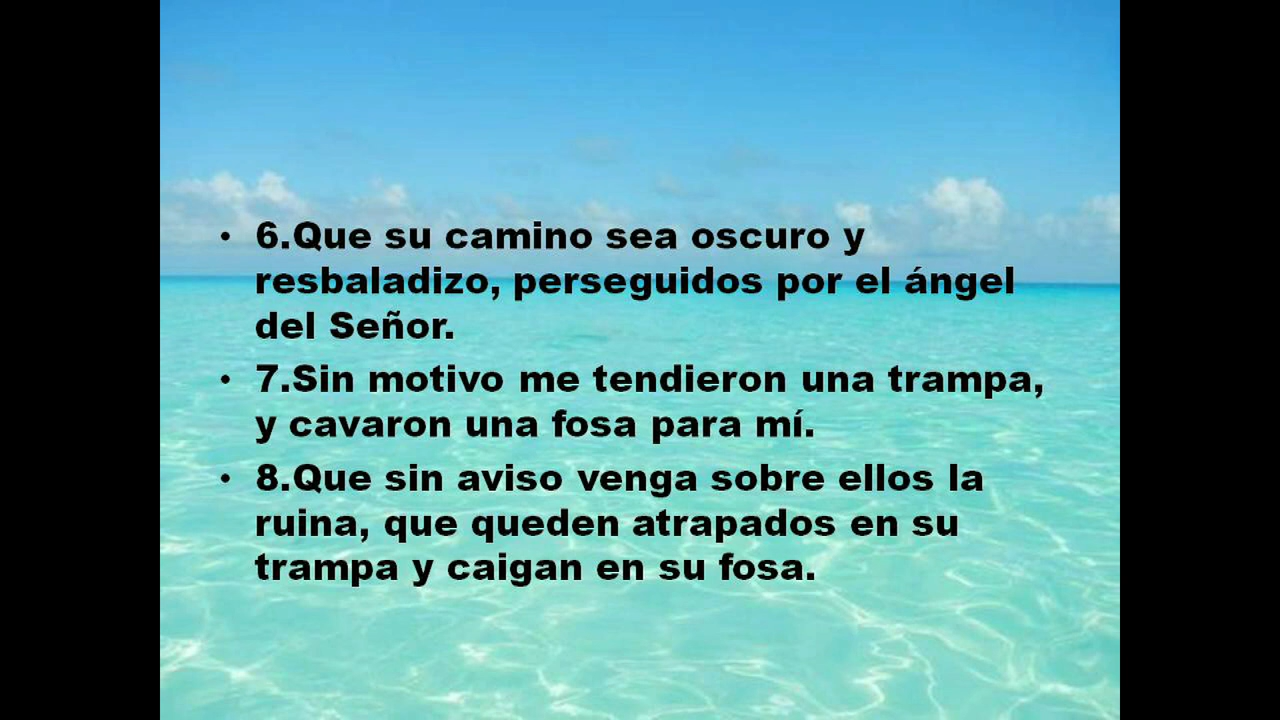 • 6.Que su camino sea oscuro y
resbaladizo, perseguidos por el ángel
del Señor.
• 7.Sin motivo me tendieron una trampa,
y cavaron una fosa para mí.
• 8.Que sin aviso venga sobre ellos la
ruina, que queden atrapados en su
trampa y caigan en su fosa.